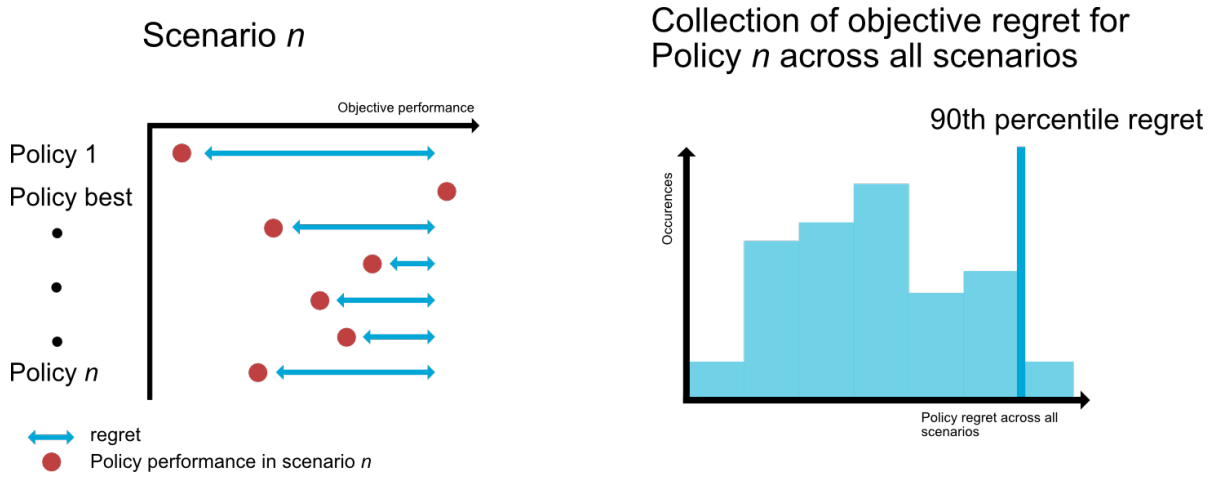 Scenario n
Objective performance
Policy 1
Policy best
Policy n
regret
Policy performance in scenario n
Collection of objective regret for
Policy n across all scenarios
90th percentile regret
Occurences
Policy regret across all
scenarios